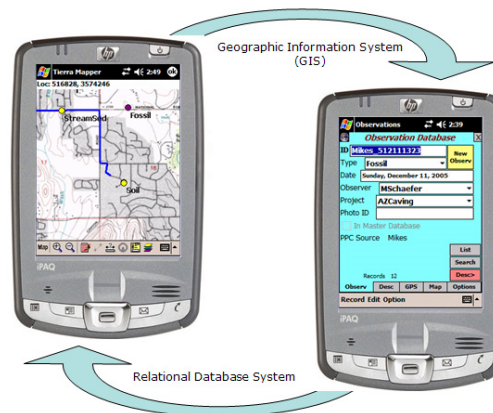 Geographic Information System
(GIS)
hp
Tierra Mapper 2:49 ok
Loc: 516828, 3574246
StreamSed
Fossil
Soil
Map
iPAQ
hp
Observations 2:39
Observation Database X
ID Mikes_512111323
New
Observ
Type Fossil
Date Sunday, December 11, 2005
Observer MSchaefer
Project AZCaving
Photo ID
In Master Database
PPC Source Mikes
List
Search
Records 12
Desc>
Observ Desc GPS Map Options
Record Edit Option
iPAQ
Relational Database System